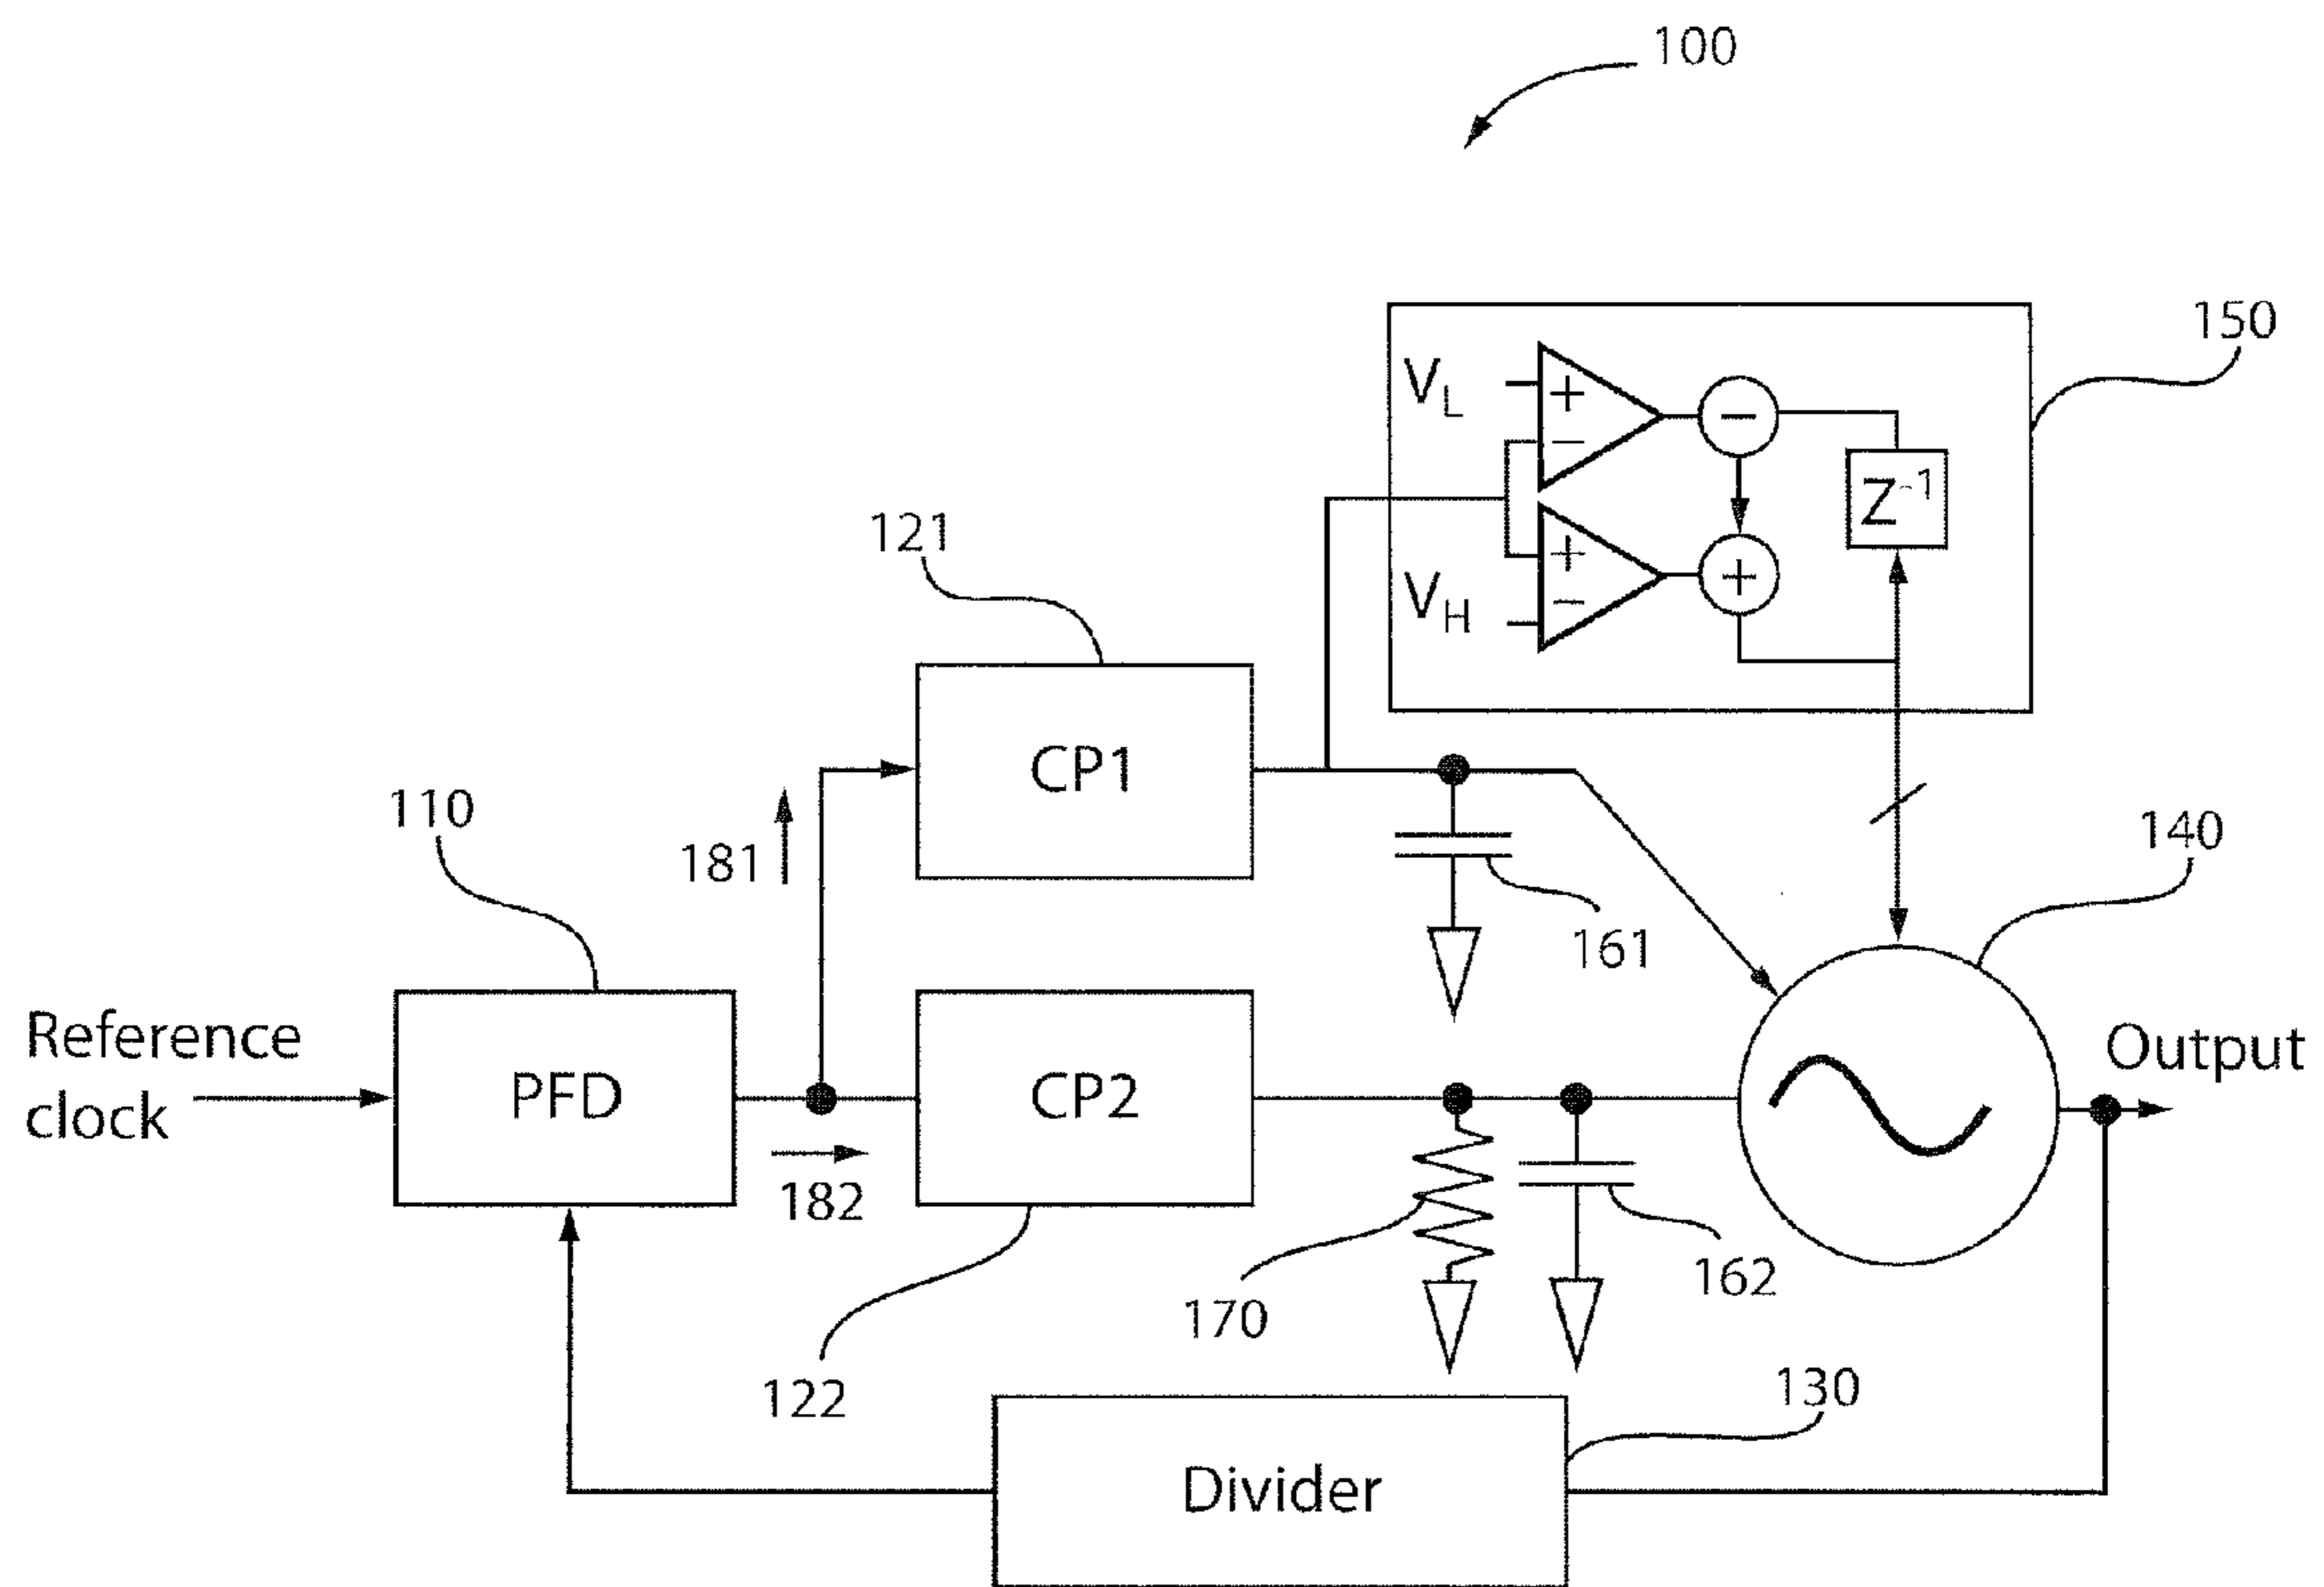 100
150
V_L
+
−
−
Z⁻¹
121
+
−
+
V_H
CP1
110
181
140
161
Reference
clock
PFD
CP2
Output
182
170
162
122
130
Divider